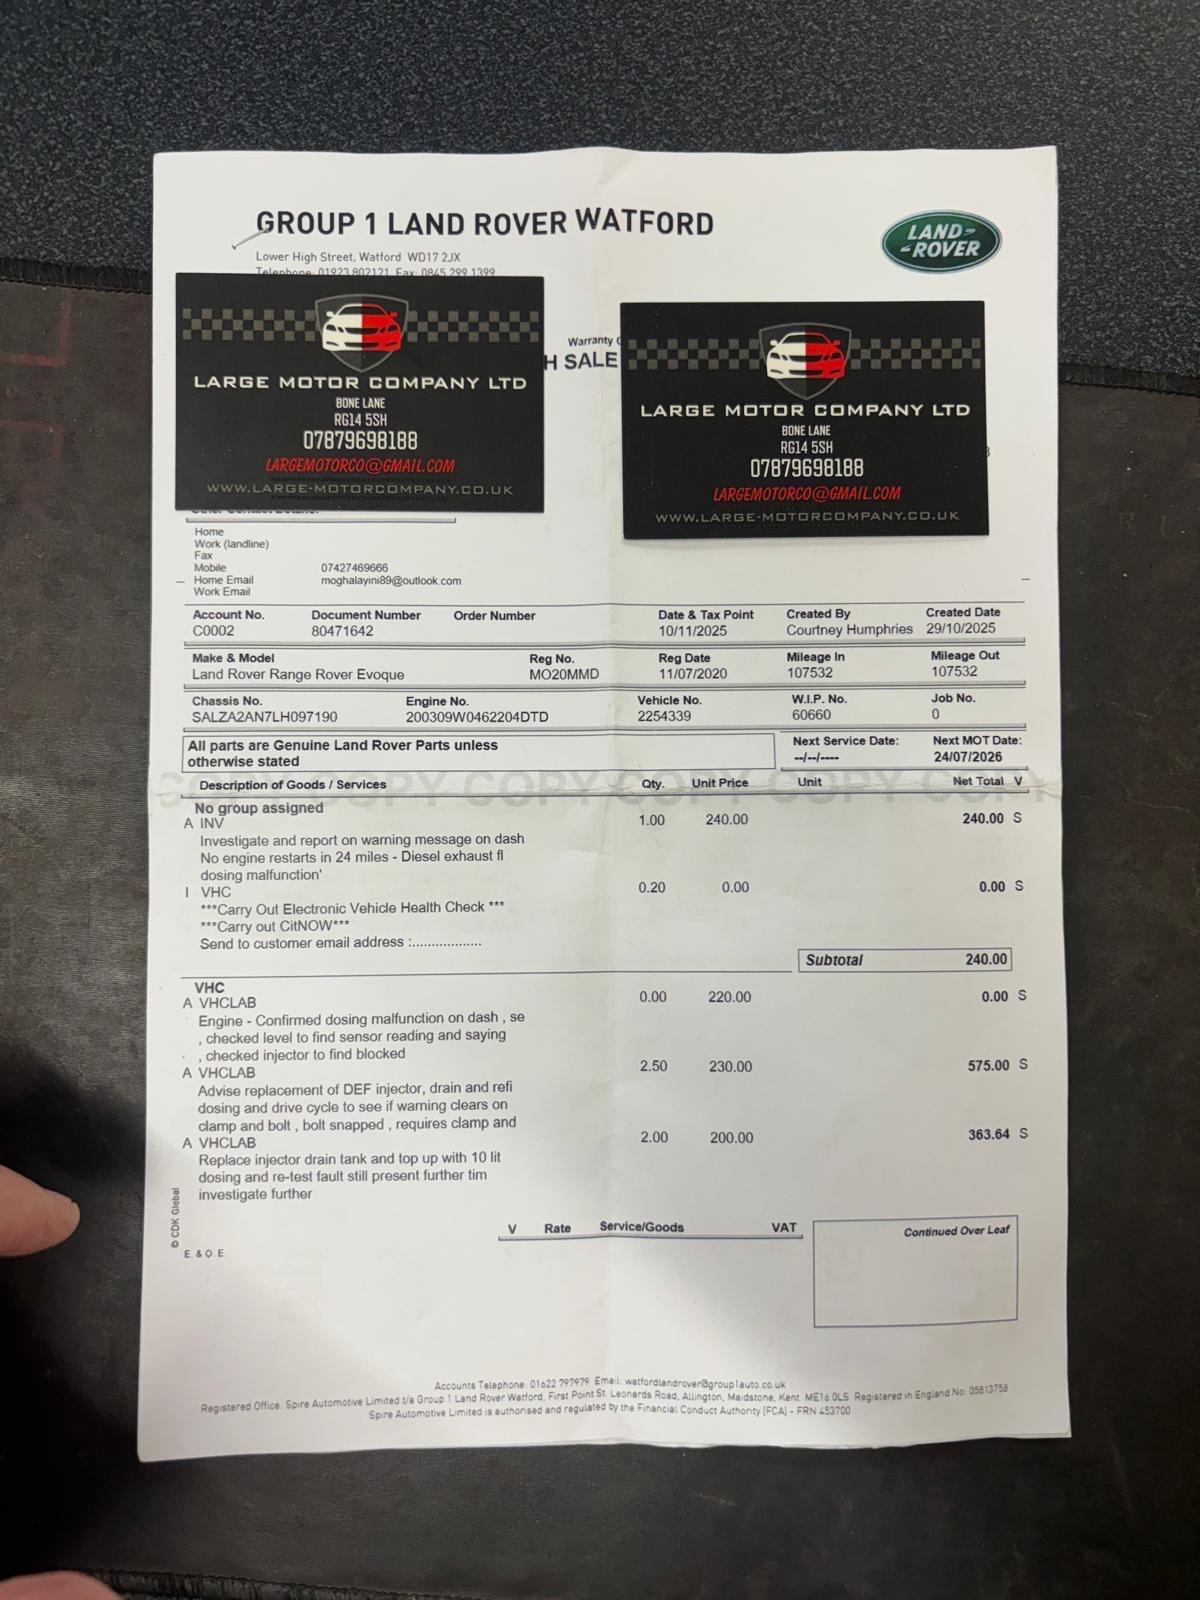 GROUP 1 LAND ROVER WATFORD
LAND-
-ROVER
Lower High Street, Watford WD17 2JX
Telephone: 01923 802121 Fax: 0845 299 1399
Warranty
H SALE
LARGE MOTOR COMPANY LTD
BONE LANE
RG14 5SH
07879698188
LARGEMOTORCO@GMAIL.COM
WWW.LARGE-MOTORCOMPANY.CO.UK
LARGE MOTOR COMPANY LTD
BONE LANE
RG14 5SH
07879698188
LARGEMOTORCO@GMAIL.COM
WWW.LARGE-MOTORCOMPANY.CO.UK
Other Contact Details:
Home
Work (landline)
Fax
Mobile 07427469666
Home Email moghalayini89@outlook.com
Work Email
Account No. Document Number Order Number Date & Tax Point Created By Created Date
C0002 80471642 10/11/2025 Courtney Humphries 29/10/2025
Make & Model Reg No. Reg Date Mileage In Mileage Out
Land Rover Range Rover Evoque MO20MMD 11/07/2020 107532 107532
Chassis No. Engine No. Vehicle No. W.I.P. No. Job No.
SALZA2AN7LH097190 200309W0462204DTD 2254339 60660 0
All parts are Genuine Land Rover Parts unless
otherwise stated
Next Service Date: Next MOT Date:
--/--/---- 24/07/2026
COPY COPY COPY COPY COPY
Description of Goods / Services Qty. Unit Price Unit Net Total V
No group assigned
A INV 1.00 240.00 240.00 S
Investigate and report on warning message on dash
No engine restarts in 24 miles - Diesel exhaust fl
dosing malfunction'
I VHC 0.20 0.00 0.00 S
***Carry Out Electronic Vehicle Health Check ***
***Carry out CitNOW***
Send to customer email address :..................
Subtotal 240.00
VHC
A VHCLAB 0.00 220.00 0.00 S
Engine - Confirmed dosing malfunction on dash , se
, checked level to find sensor reading and saying
, checked injector to find blocked
A VHCLAB 2.50 230.00 575.00 S
Advise replacement of DEF injector, drain and refi
dosing and drive cycle to see if warning clears on
clamp and bolt , bolt snapped , requires clamp and
A VHCLAB 2.00 200.00 363.64 S
Replace injector drain tank and top up with 10 lit
dosing and re-test fault still present further tim
investigate further
© CDK Global
V Rate Service/Goods VAT
Continued Over Leaf
E. & O. E.
Accounts Telephone: 01622 797979 Email: watfordlandrover@group1auto.co.uk
Registered Office. Spire Automotive Limited t/a Group 1 Land Rover Watford, First Point St. Leonards Road, Allington, Maidstone, Kent ME16 0LS Registered in England No: 05813758
Spire Automotive Limited is authorised and regulated by the Financial Conduct Authority [FCA] - FRN 453700